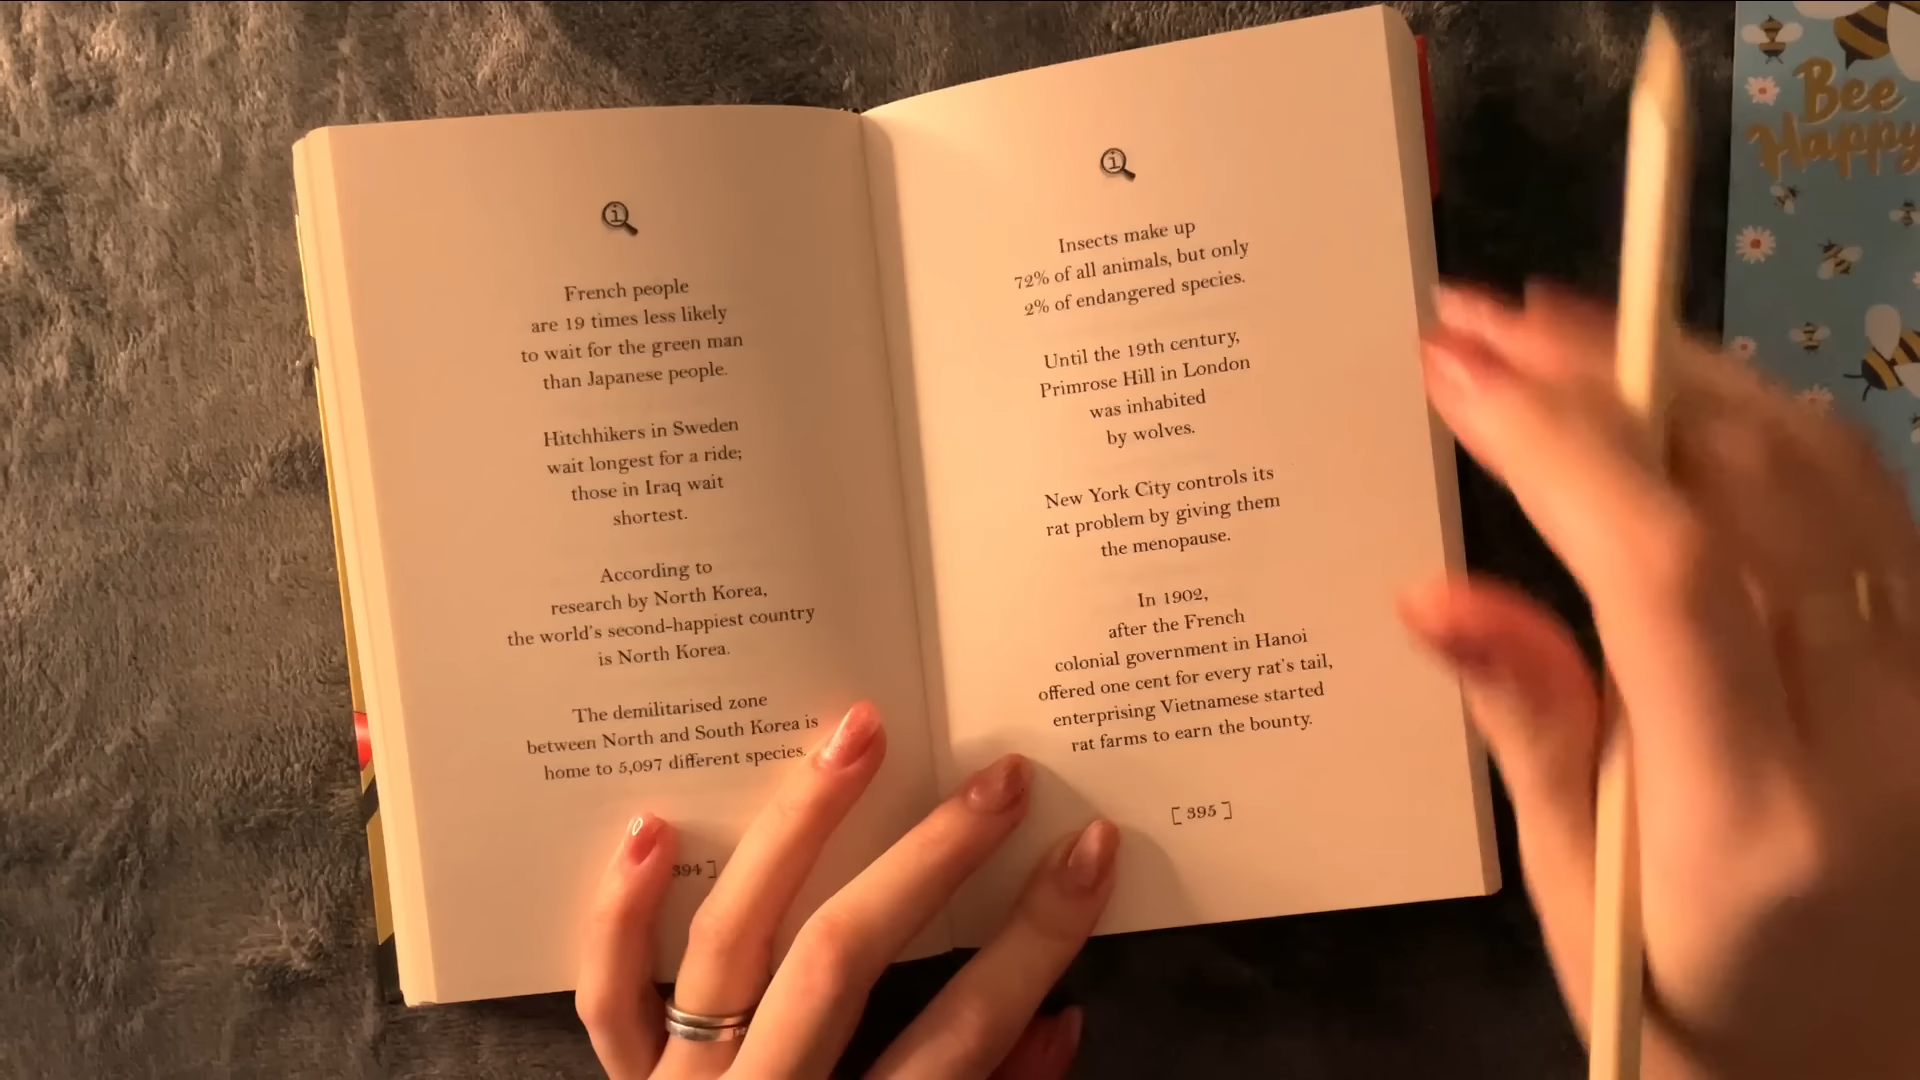 French people
are 19 times less likely
to wait for the green man
than Japanese people.
Hitchhikers in Sweden
wait longest for a ride;
those in Iraq wait
shortest.
According to
research by North Korea,
the world's second-happiest country
is North Korea.
The demilitarised zone
between North and South Korea is
home to 5,097 different species.
394 ]
i
Insects make up
72% of all animals, but only
2% of endangered species.
Until the 19th century,
Primrose Hill in London
was inhabited
by wolves.
New York City controls its
rat problem by giving them
the menopause.
In 1902,
after the French
colonial government in Hanoi
offered one cent for every rat's tail,
enterprising Vietnamese started
rat farms to earn the bounty.
[ 395 ]
Bee
Happy